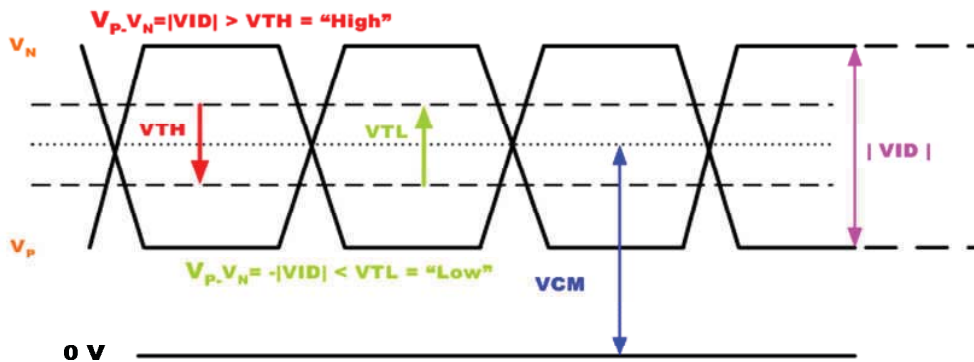 VP- VN=|VID| > VTH = “High”
VN
VTH
VTL
| VID |
VP
VP- VN= -|VID| < VTL = “Low”
VCM
0 V